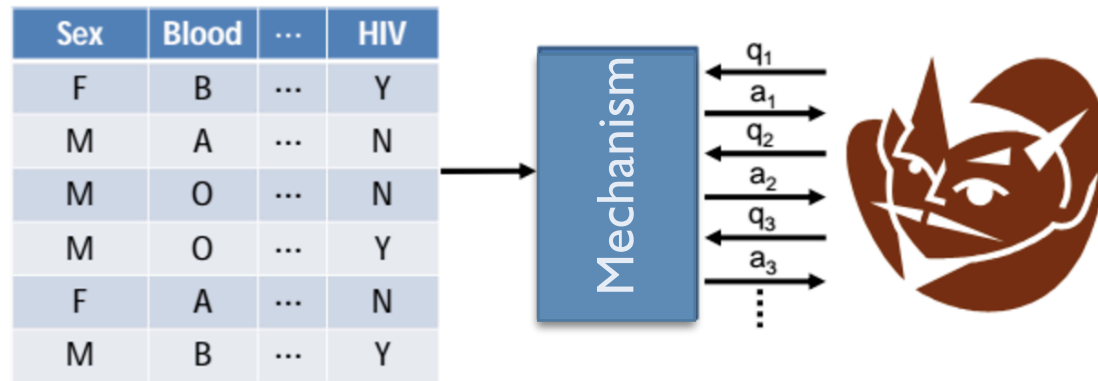 Sex Blood ... HIV
F B ... Y
M A ... N
M O ... N
M O ... Y
F A ... N
M B ... Y
Mechanism
q₁
a₁
q₂
a₂
q₃
a₃